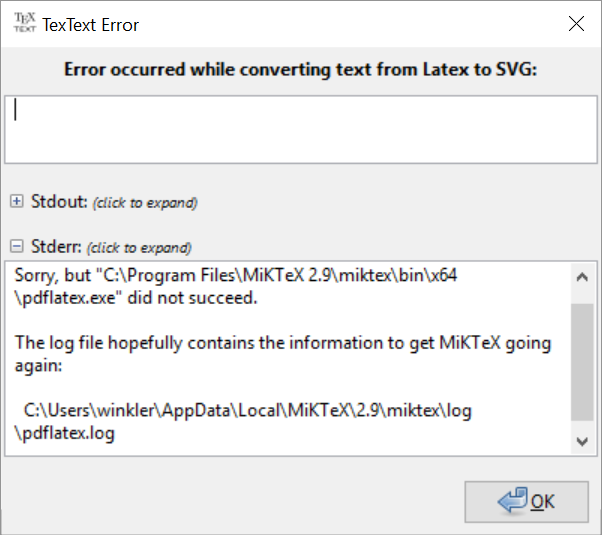 TEX
TEXT
TexText Error
Error occurred while converting text from Latex to SVG:
Stdout: (click to expand)
Stderr: (click to expand)
Sorry, but "C:\Program Files\MiKTeX 2.9\miktex\bin\x64
\pdflatex.exe" did not succeed.
The log file hopefully contains the information to get MiKTeX going
again:
C:\Users\winkler\AppData\Local\MiKTeX\2.9\miktex\log
\pdflatex.log
OK